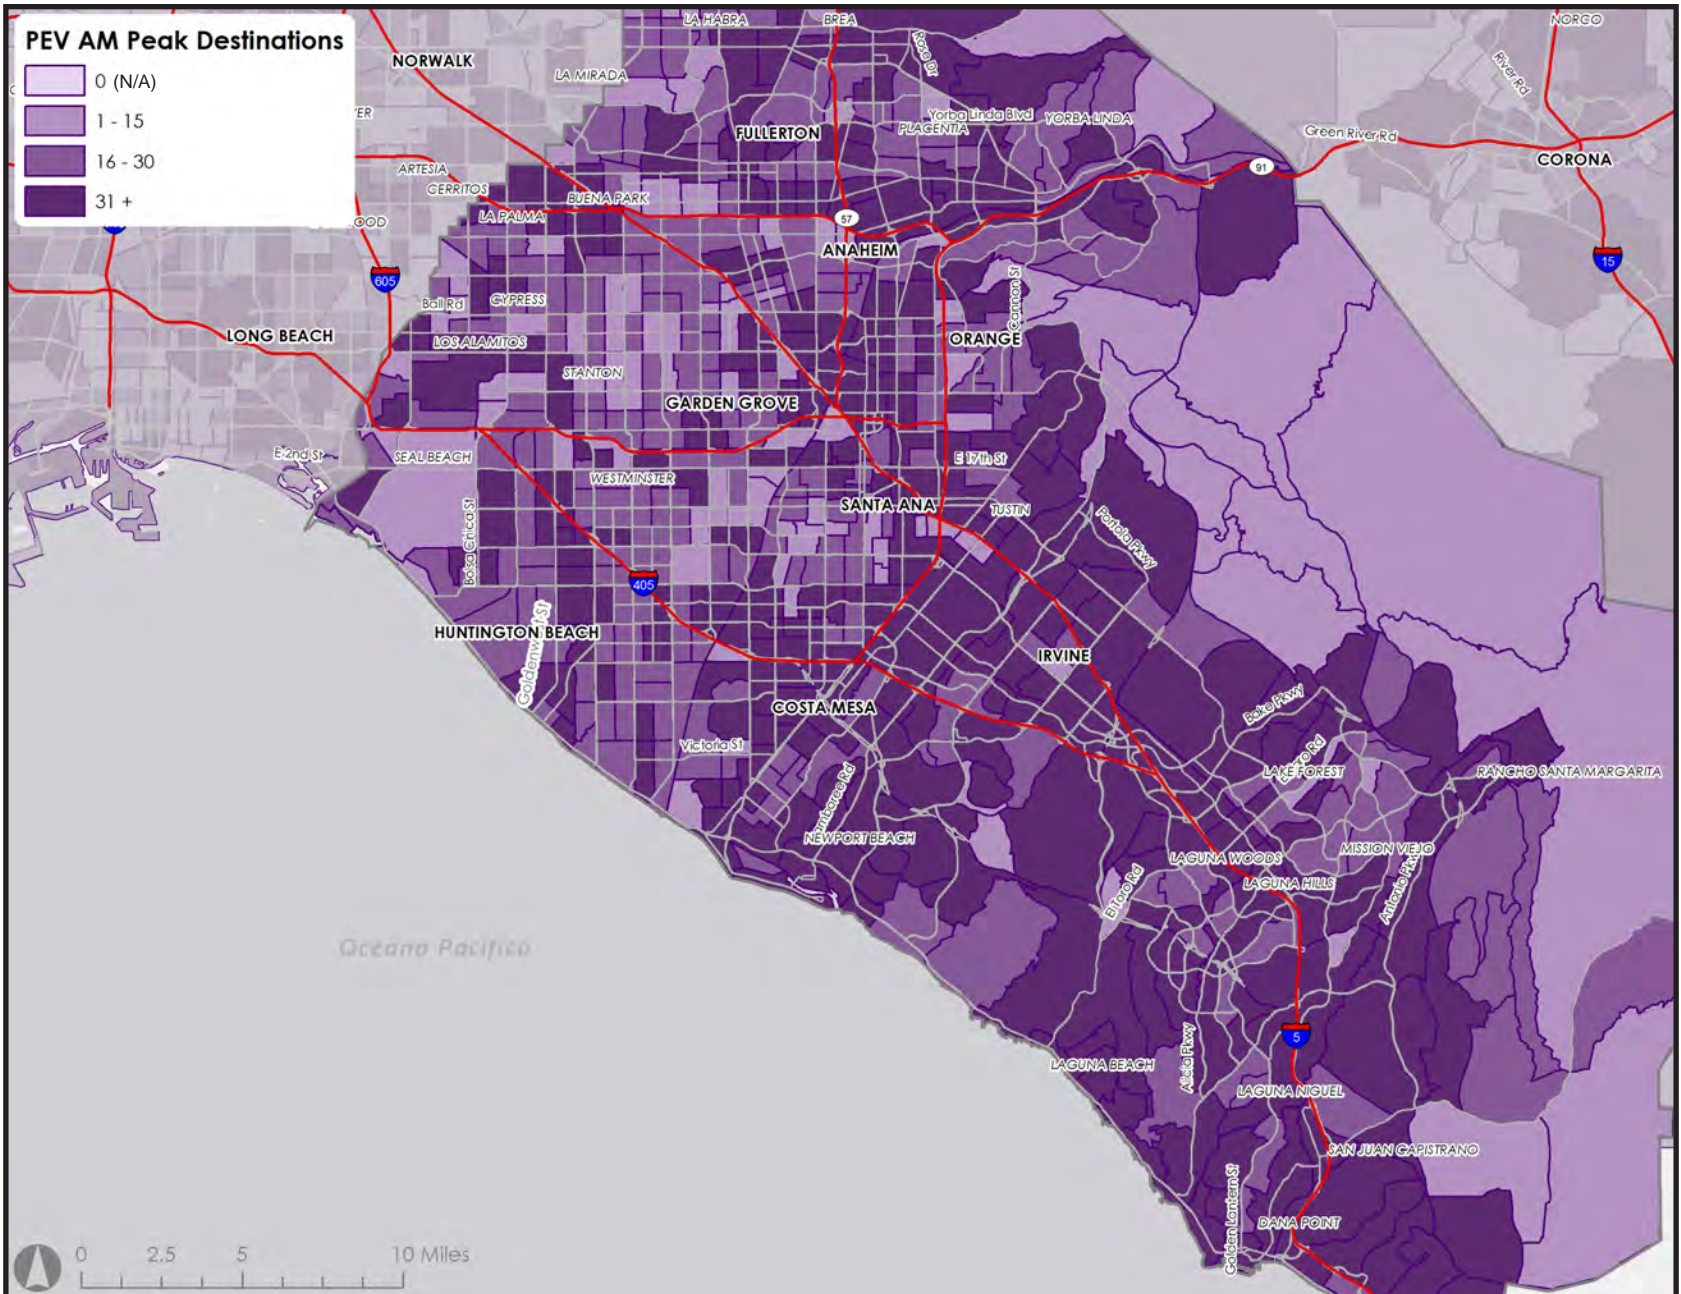 PEV AM Peak Destinations
0 (N/A)
1 - 15
16 - 30
31 +
LA HABRA
BREA
NORCO
NORWALK
Rose Dr
River Rd
LA MIRADA
Yorba Linda Blvd
YORBA LINDA
FULLERTON
PLACENTIA
Green River Rd
CORONA
ARTESIA
91
CERRITOS
BUENA PARK
LA PALMA
57
ANAHEIM
15
605
Cannon St
Ball Rd
CYPRESS
LONG BEACH
LOS ALAMITOS
ORANGE
STANTON
GARDEN GROVE
E 2nd St
SEAL BEACH
E 17th St
WESTMINSTER
SANTA ANA
TUSTIN
Bolsa Chica St
Portola Pkwy
405
HUNTINGTON BEACH
IRVINE
COSTA MESA
Bake Pkwy
Victoria St
LAKE FOREST
RANCHO SANTA MARGARITA
NEWPORT BEACH
LAGUNA WOODS
MISSION VIEJO
LAGUNA HILLS
El Toro Rd
Antonio Pkwy
Oceano Pacifico
5
LAGUNA BEACH
Alicia Pkwy
LAGUNA NIGUEL
SAN JUAN CAPISTRANO
Golden Lantern St
DANA POINT
0 2.5 5 10 Miles